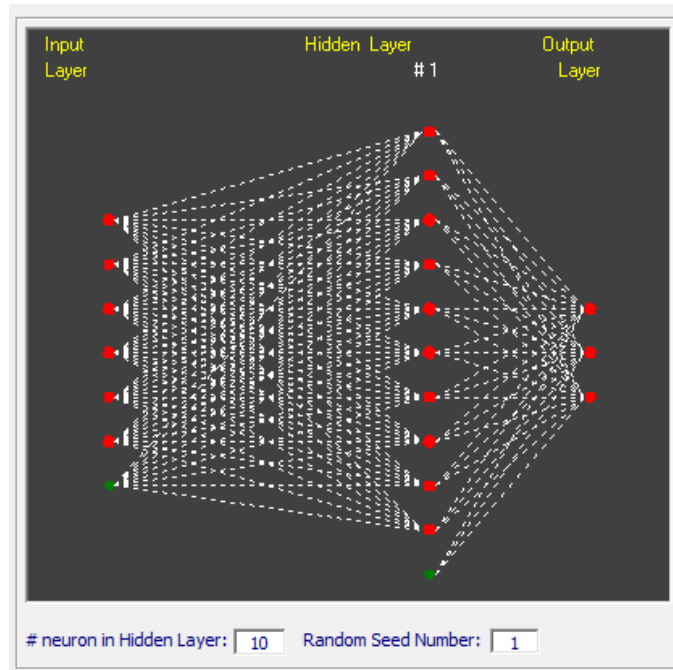 Input Layer
Hidden Layer
# 1
Output Layer
# neuron in Hidden Layer: 10 Random Seed Number: 1